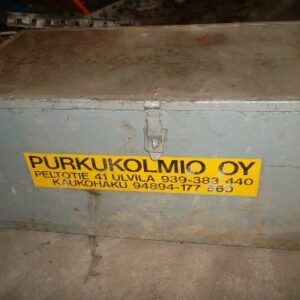 PURKUKOLMIO OY
PELTOTIE 41 ULVILA 939-383 440
KAUKOHAKU 94894-177 860